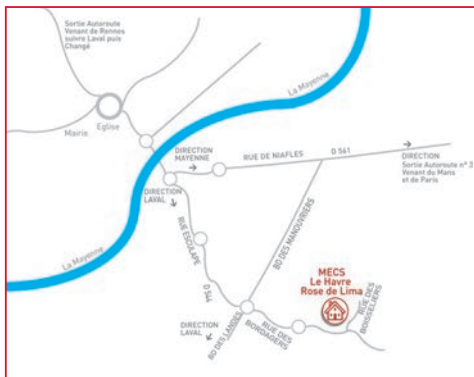 Sortie Autoroute
Venant de Rennes
suivre Laval puis
Changé
La Mayenne
Eglise
Mairie
DIRECTION
MAYENNE
RUE DE NIAFLES
D 561
DIRECTION
Sortie Autoroute n° 3
Venant du Mans
et de Paris
DIRECTION
LAVAL
RUE ESCULAPE
BD DES MANOUVRIERS
La Mayenne
D 544
MECS
Le Havre
Rose de Lima
RUE DES
BOISSELIERS
RUE DES
BORDAGERS
BD DES LANDES
DIRECTION
LAVAL